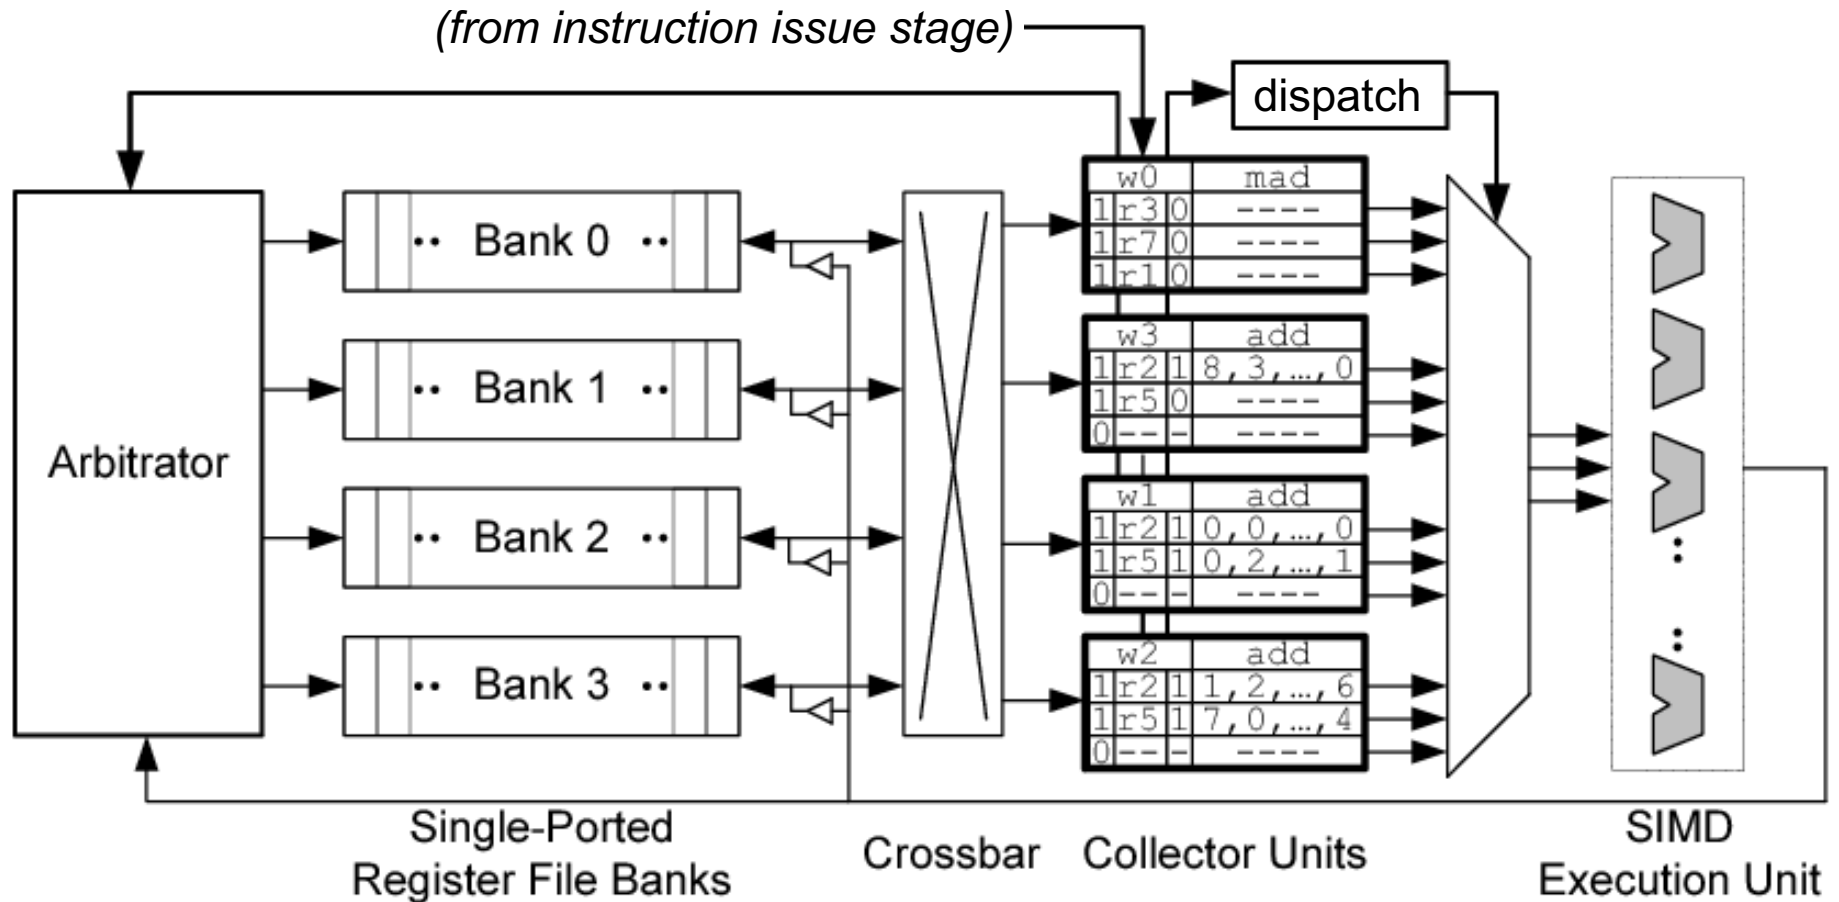 (from instruction issue stage)
dispatch
Arbitrator
Bank 0
Bank 1
Bank 2
Bank 3
w0 mad
1 r3 0 ----
1 r7 0 ----
1 r1 0 ----
w3 add
1 r2 1 8,3,…,0
1 r5 0 ----
0 -- - ----
w1 add
1 r2 1 0,0,…,0
1 r5 1 0,2,…,1
0 -- - ----
w2 add
1 r2 1 1,2,…,6
1 r5 1 7,0,…,4
0 -- - ----
Single-Ported
Register File Banks
Crossbar
Collector Units
SIMD
Execution Unit